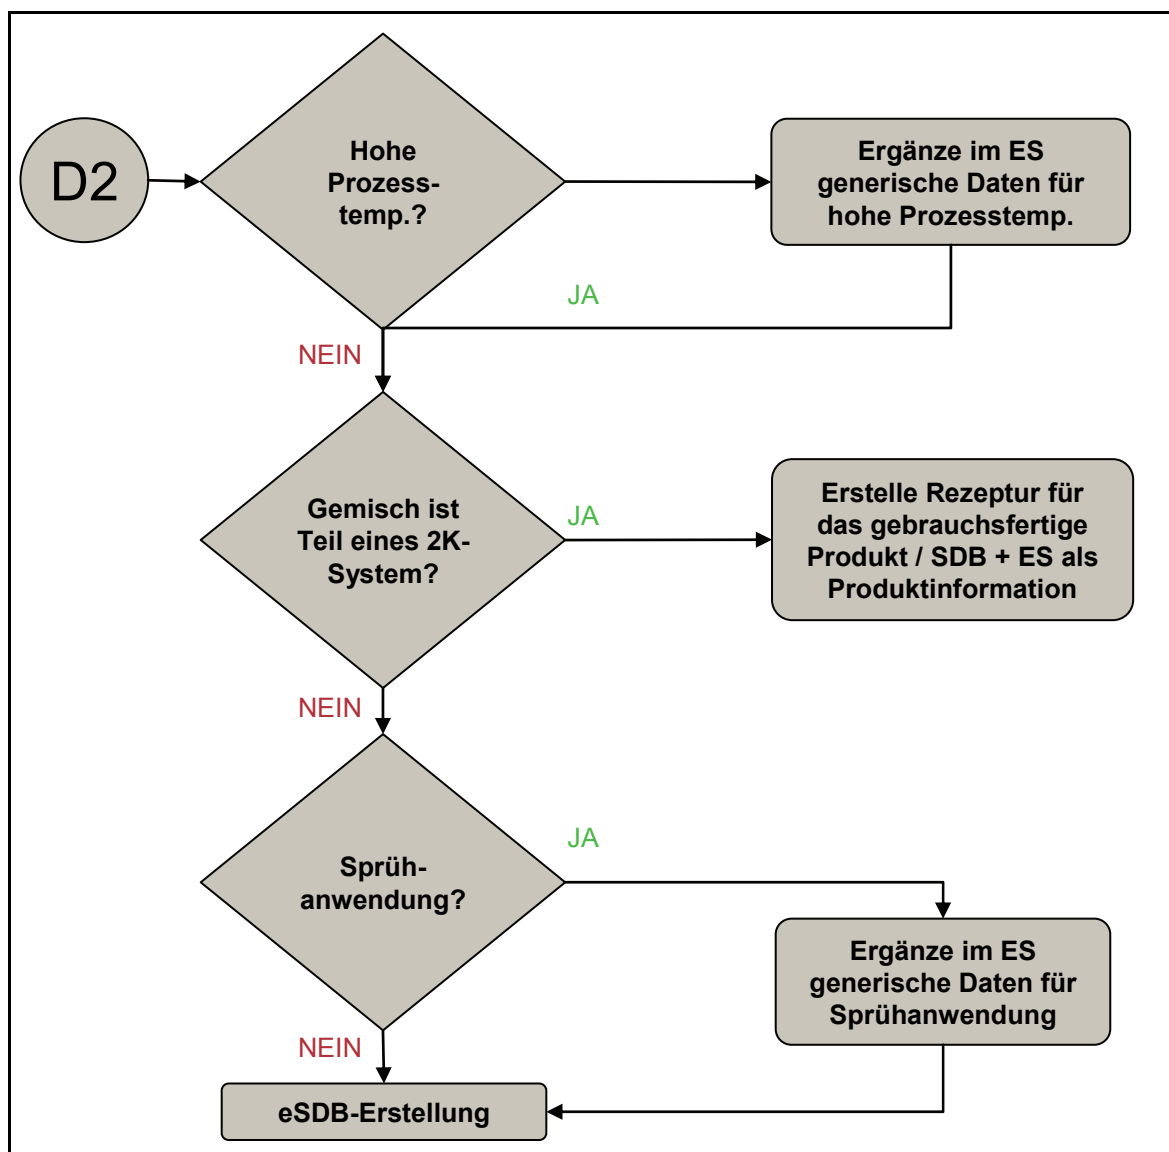 D2
Hohe
Prozess-
temp.?
Ergänze im ES
generische Daten für
hohe Prozesstemp.
JA
NEIN
Gemisch ist
Teil eines 2K-
System?
JA
Erstelle Rezeptur für
das gebrauchsfertige
Produkt / SDB + ES als
Produktinformation
NEIN
Sprüh-
anwendung?
JA
Ergänze im ES
generische Daten für
Sprühanwendung
NEIN
eSDB-Erstellung